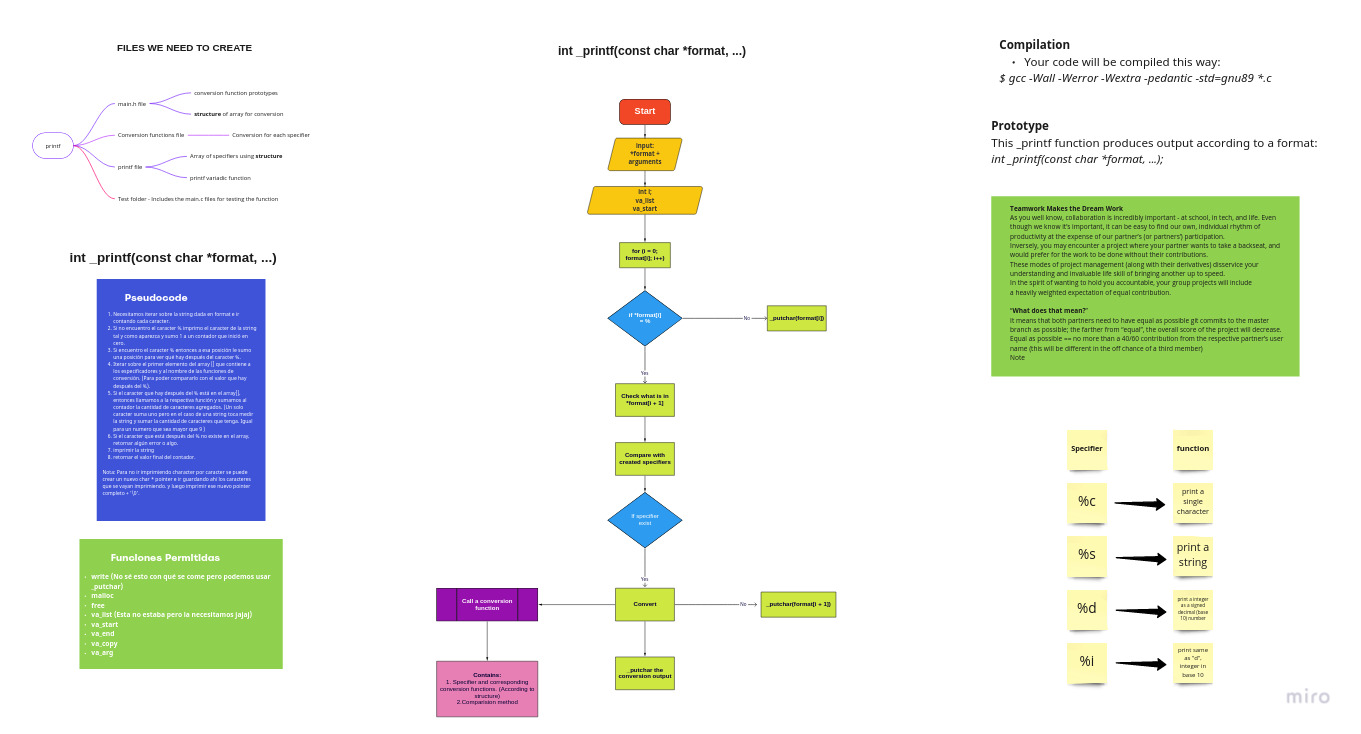 FILES WE NEED TO CREATE
printf
main.h file
conversion function prototypes
structure of array for conversion
Conversion functions file
Conversion for each specifier
printf file
Array of specifiers using structure
printf variadic function
Test folder - Includes the main.c files for testing the function
int _printf(const char *format, ...)
Pseudocode
1. Necesitamos iterar sobre la string dada en format e ir
contando cada caracter.
2. Si no encuentro el caracter % imprimo el caracter de la string
tal y como aparezca y sumo 1 a un contador que inició en
cero.
3. Si encuentro el caracter % entonces a esa posición le sumo
una posición para ver qué hay después del caracter %.
4. Iterar sobre el primer elemento del array[] que contiene a
los especificadores y al nombre de las funciones de
conversión. (Para poder compararlo con el valor que hay
después del %).
5. Si el caracter que hay después del % está en el array[],
entonces llamamos a la respectiva función y sumamos al
contador la cantidad de caracteres agregados. (Un solo
caracter suma uno pero en el caso de una string toca medir
la string y sumar la cantidad de caracteres que tenga. Igual
para un numero que sea mayor que 9 )
6. Si el caracter que está después del % no existe en el array,
retornar algún error o algo.
7. Imprimir la string
8. retornar el valor final del contador.
Nota: Para no ir imprimiendo character por caracter se puede
crear un nuevo char * pointer e ir guardando ahí los caracteres
que se vayan imprimiendo, y luego imprimir ese nuevo pointer
completo + '\0'.
Funciones Permitidas
• write (No sé esto con qué se come pero podemos usar
_putchar)
• malloc
• free
• va_list (Esta no estaba pero la necesitamos jajaj)
• va_start
• va_end
• va_copy
• va_arg
int _printf(const char *format, ...)
Start
Input:
*format +
arguments
int i;
va_list
va_start
for (i = 0;
format[i]; i++)
if *format[i]
= %
No
_putchar(format[i])
Yes
Check what is in
*format[i + 1]
Compare with
created specifiers
If specifier
exist
Yes
Convert
No
_putchar(format[i + 1])
Call a conversion
function
_putchar the
conversion output
Contains:
1. Specifier and corresponding
conversion functions. (According to
structure)
2.Comparision method
Compilation
• Your code will be compiled this way:
$ gcc -Wall -Werror -Wextra -pedantic -std=gnu89 *.c
Prototype
This _printf function produces output according to a format:
int _printf(const char *format, ...);
Teamwork Makes the Dream Work
As you well know, collaboration is incredibly important - at school, in tech, and life. Even
though we know it's important, it can be easy to find our own, individual rhythm of
productivity at the expense of our partner's (or partners') participation.
Inversely, you may encounter a project where your partner wants to take a backseat, and
would prefer for the work to be done without their contributions.
These modes of project management (along with their derivatives) disservice your
understanding and invaluable life skill of bringing another up to speed.
In the spirit of wanting to hold you accountable, your group projects will include
a heavily weighted expectation of equal contribution.
"What does that mean?"
It means that both partners need to have equal as possible git commits to the master
branch as possible; the farther from "equal", the overall score of the project will decrease.
Equal as possible == no more than a 40/60 contribution from the respective partner's user
name (this will be different in the off chance of a third member)
Note
Specifier
function
%c
print a
single
character
%s
print a
string
%d
print a integer
as a signed
decimal (base
10) number
%i
print same
as "d",
integer in
base 10
miro